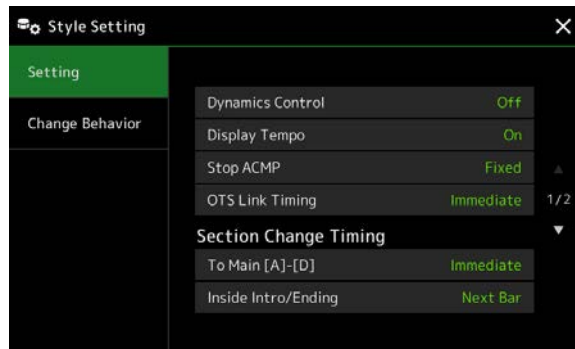 Style Setting
Setting
Change Behavior
Dynamics Control Off
Display Tempo On
Stop ACMP Fixed
OTS Link Timing Immediate
1/2
Section Change Timing
To Main [A]-[D] Immediate
Inside Intro/Ending Next Bar